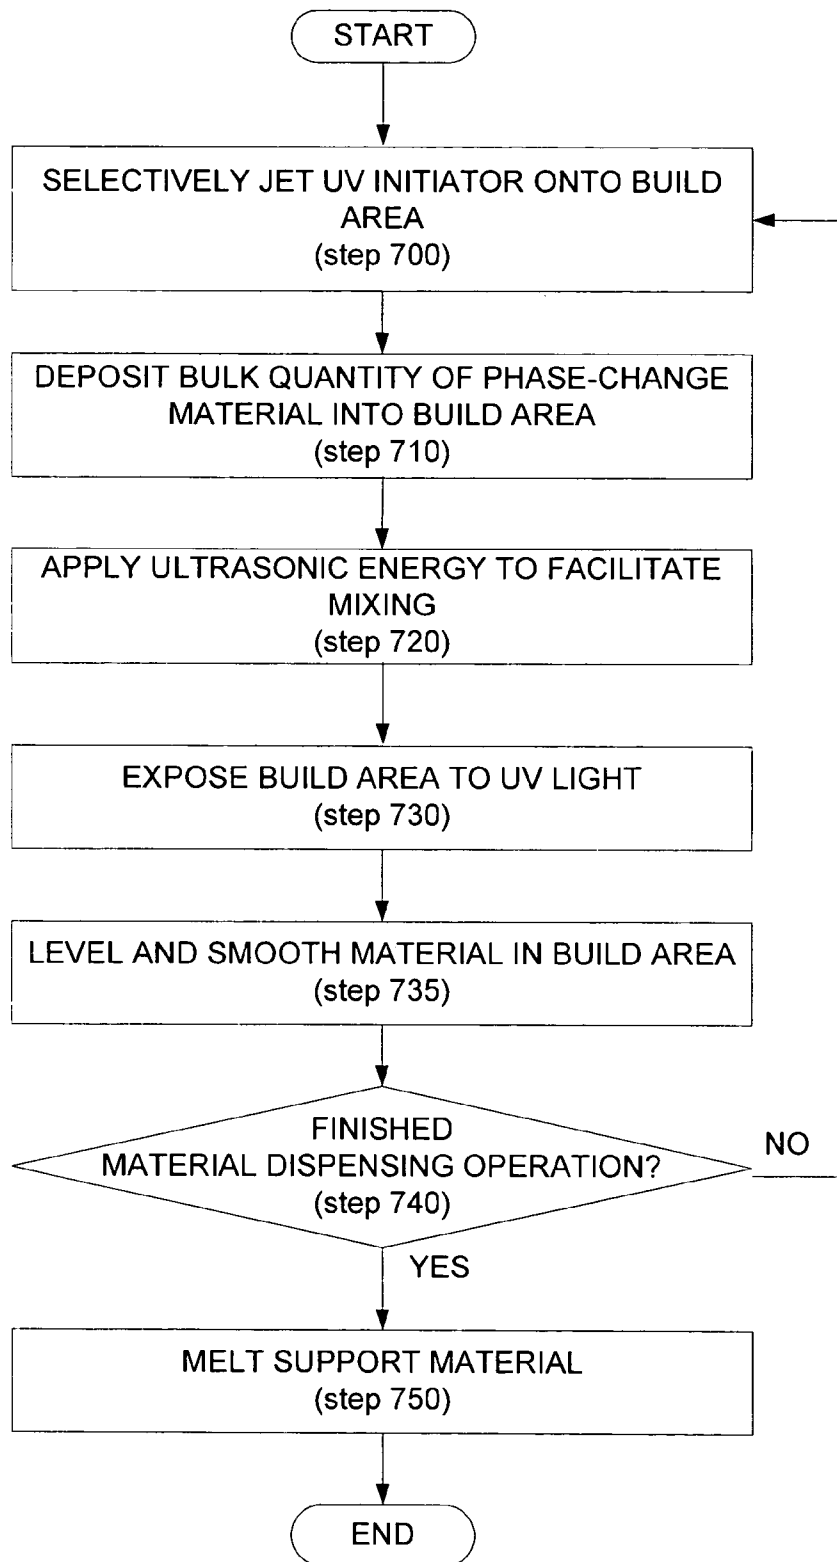 START
SELECTIVELY JET UV INITIATOR ONTO BUILD
AREA
(step 700)
DEPOSIT BULK QUANTITY OF PHASE-CHANGE
MATERIAL INTO BUILD AREA
(step 710)
APPLY ULTRASONIC ENERGY TO FACILITATE
MIXING
(step 720)
EXPOSE BUILD AREA TO UV LIGHT
(step 730)
LEVEL AND SMOOTH MATERIAL IN BUILD AREA
(step 735)
FINISHED
MATERIAL DISPENSING OPERATION?
(step 740)
NO
YES
MELT SUPPORT MATERIAL
(step 750)
END